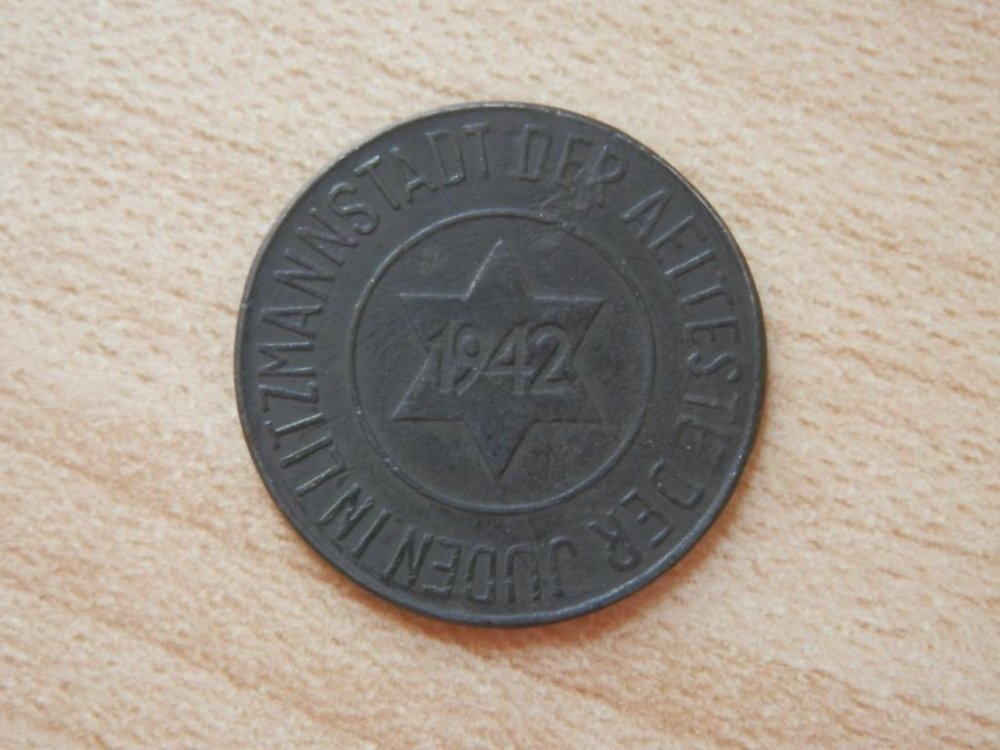 DER AELTESTE DER JUDEN IN LITZMANNSTADT
1942